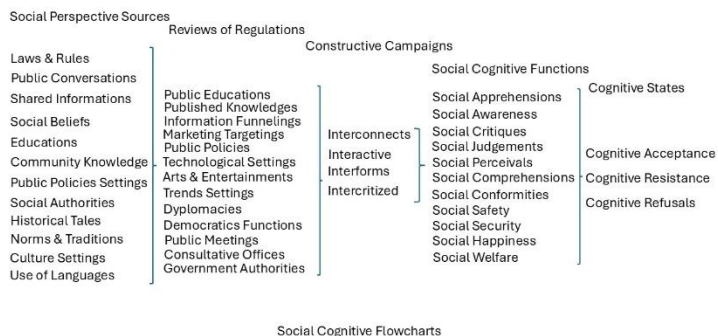 Social Perspective Sources
Reviews of Regulations
Constructive Campaigns
Social Cognitive Functions
Cognitive States
Laws & Rules
Public Conversations
Shared Informations
Social Beliefs
Educations
Community Knowledge
Public Policies Settings
Social Authorities
Historical Tales
Norms & Traditions
Culture Settings
Use of Languages
Public Educations
Published Knowledges
Information Funnelings
Marketing Targetings
Public Policies
Technological Settings
Arts & Entertainments
Trends Settings
Dyplomacies
Democratics Functions
Public Meetings
Consultative Offices
Government Authorities
Interconnects
Interactive
Interforms
Intercritized
Social Apprehensions
Social Awareness
Social Critiques
Social Judgements
Social Perceivals
Social Comprehensions
Social Conformities
Social Safety
Social Security
Social Happiness
Social Welfare
Cognitive Acceptance
Cognitive Resistance
Cognitive Refusals
Social Cognitive Flowcharts